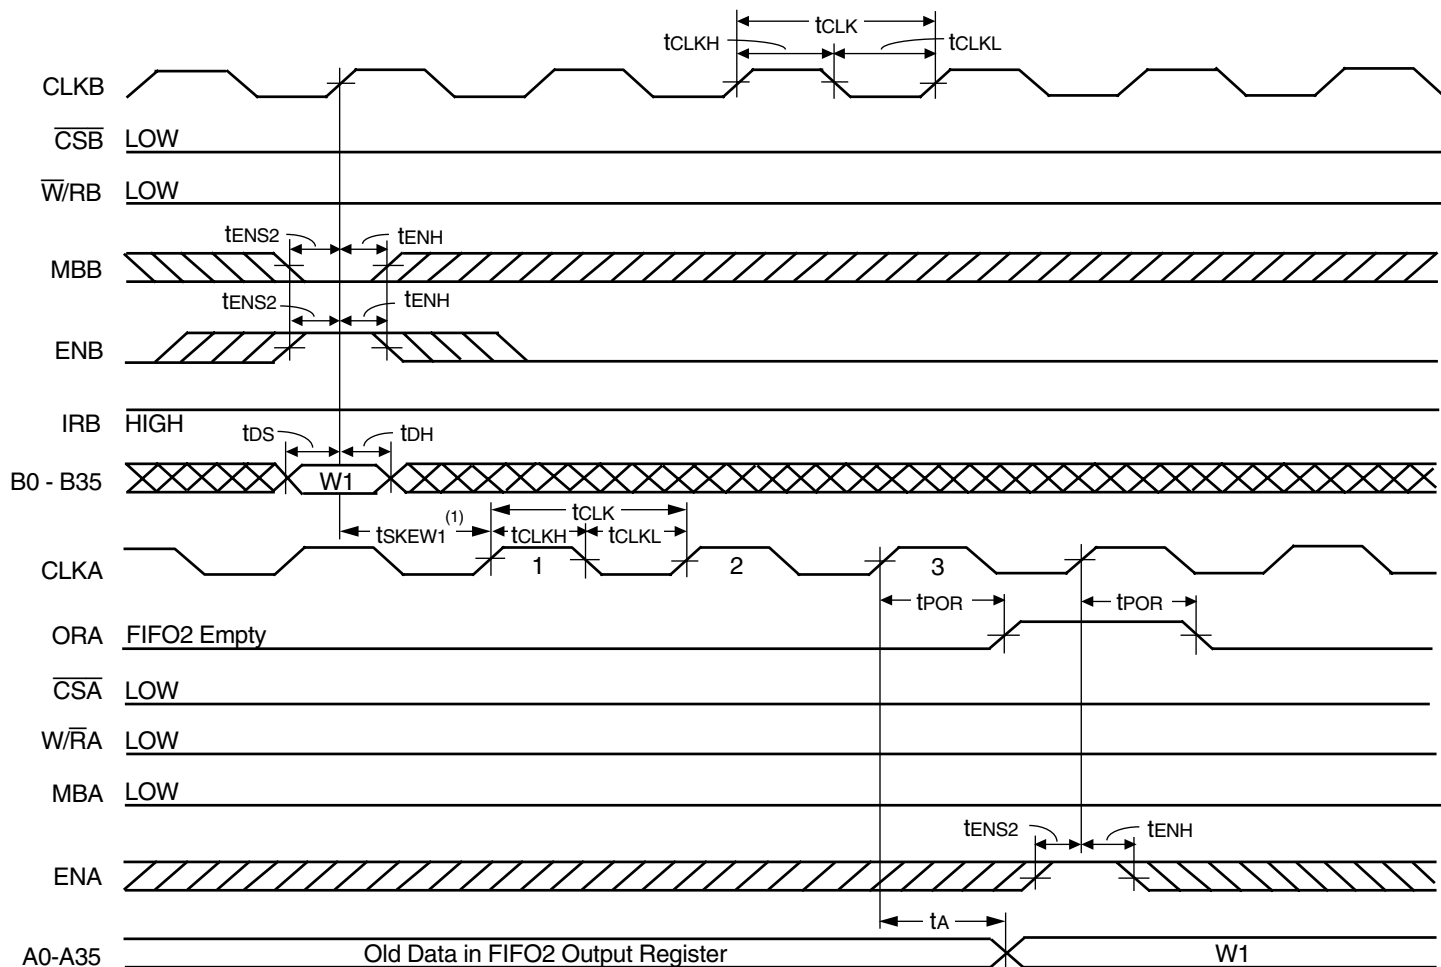 tCLK
tCLKH tCLKL
CLKB
CSB LOW
W/RB LOW
tENS2 tENH
MBB
tENS2 tENH
ENB
IRB HIGH
tDS tDH
B0 - B35 W1
tSKEW1 (1) tCLK
tCLKH tCLKL
CLKA 1 2 3
tPOR tPOR
ORA FIFO2 Empty
CSA LOW
W/RA LOW
MBA LOW
tENS2 tENH
ENA
tA
A0-A35 Old Data in FIFO2 Output Register W1